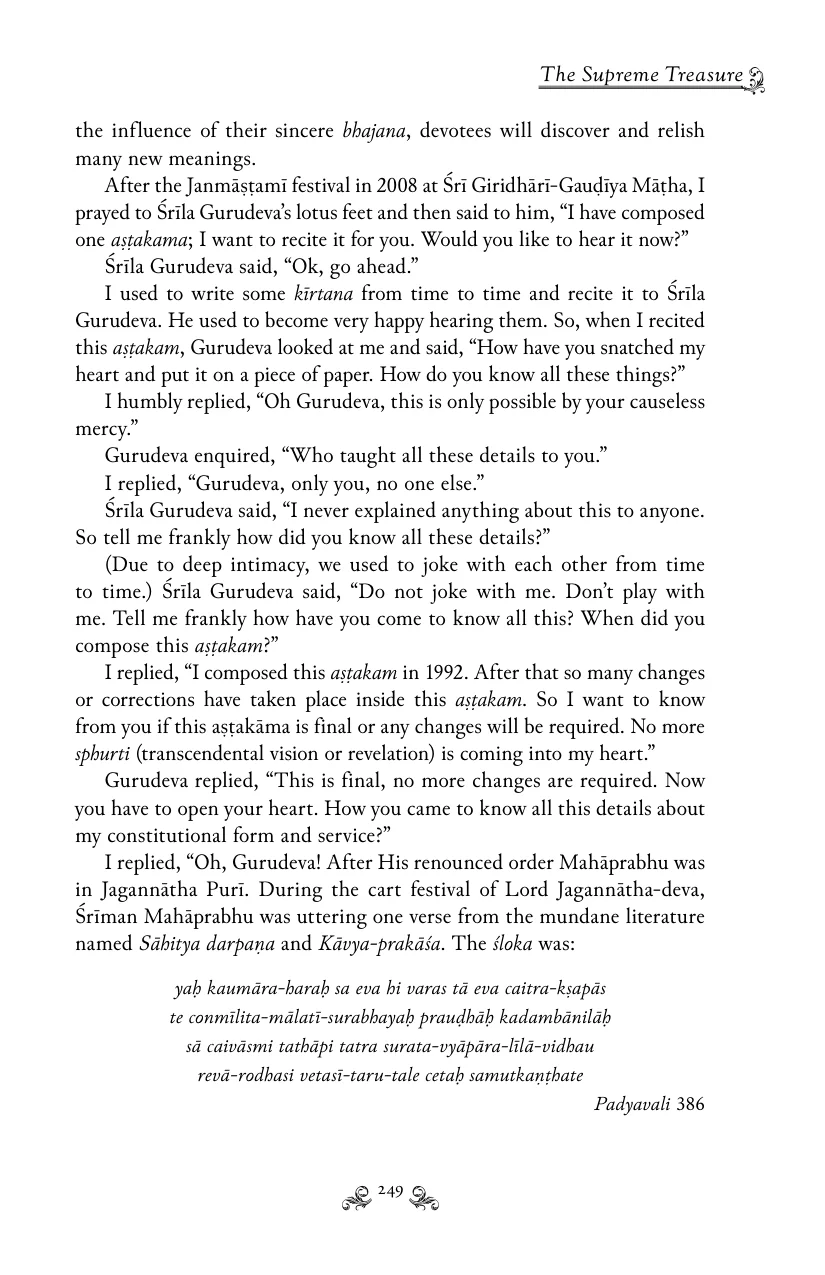 The Supreme Treasure
the influence of their sincere bhajana, devotees will discover and relish
many new meanings.
After the Janmāṣṭamī festival in 2008 at Śrī Giridhārī-Gauḍīya Māṭha, I
prayed to Śrīla Gurudeva’s lotus feet and then said to him, “I have composed
one aṣṭakama; I want to recite it for you. Would you like to hear it now?”
Śrīla Gurudeva said, “Ok, go ahead.”
I used to write some kīrtana from time to time and recite it to Śrīla
Gurudeva. He used to become very happy hearing them. So, when I recited
this aṣṭakam, Gurudeva looked at me and said, “How have you snatched my
heart and put it on a piece of paper. How do you know all these things?”
I humbly replied, “Oh Gurudeva, this is only possible by your causeless
mercy.”
Gurudeva enquired, “Who taught all these details to you.”
I replied, “Gurudeva, only you, no one else.”
Śrīla Gurudeva said, “I never explained anything about this to anyone.
So tell me frankly how did you know all these details?”
(Due to deep intimacy, we used to joke with each other from time
to time.) Śrīla Gurudeva said, “Do not joke with me. Don’t play with
me. Tell me frankly how have you come to know all this? When did you
compose this aṣṭakam?”
I replied, “I composed this aṣṭakam in 1992. After that so many changes
or corrections have taken place inside this aṣṭakam. So I want to know
from you if this aṣṭakāma is final or any changes will be required. No more
sphurti (transcendental vision or revelation) is coming into my heart.”
Gurudeva replied, “This is final, no more changes are required. Now
you have to open your heart. How you came to know all this details about
my constitutional form and service?”
I replied, “Oh, Gurudeva! After His renounced order Mahāprabhu was
in Jagannātha Purī. During the cart festival of Lord Jagannātha-deva,
Śrīman Mahāprabhu was uttering one verse from the mundane literature
named Sāhitya darpaṇa and Kāvya-prakāśa. The śloka was:
yaḥ kaumāra-haraḥ sa eva hi varas tā eva caitra-kṣapās
te conmīlita-mālatī-surabhayaḥ prauḍhāḥ kadambānilāḥ
sā caivāsmi tathāpi tatra surata-vyāpāra-līlā-vidhau
revā-rodhasi vetasī-taru-tale cetaḥ samutkaṇṭhate
Padyavali 386
249